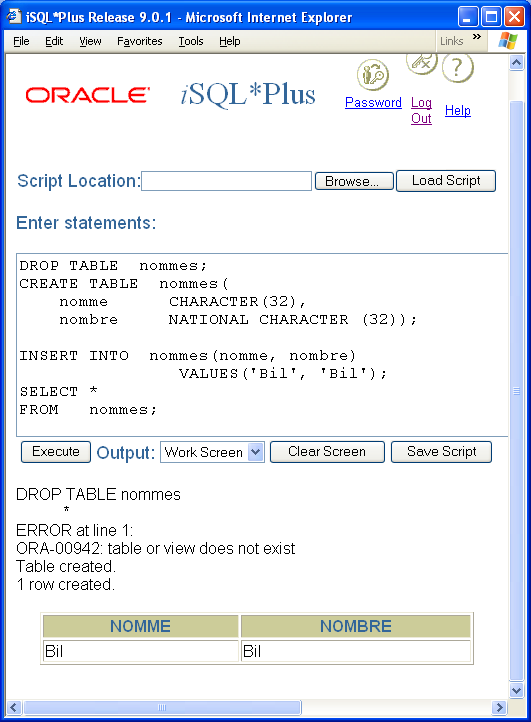 iSQL*Plus Release 9.0.1 - Microsoft Internet Explorer
File Edit View Favorites Tools Help Links »
ORACLE® iSQL*Plus
Password Log Out Help
Script Location: Browse... Load Script
Enter statements:
DROP TABLE  nommes;
CREATE TABLE  nommes(
    nomme      CHARACTER(32),
    nombre     NATIONAL CHARACTER (32));
INSERT INTO  nommes(nomme, nombre)
                VALUES('Bil', 'Bil');
SELECT *
FROM   nommes;
Execute Output: Work Screen Clear Screen Save Script
DROP TABLE nommes
*
ERROR at line 1:
ORA-00942: table or view does not exist
Table created.
1 row created.
NOMME NOMBRE
Bil Bil